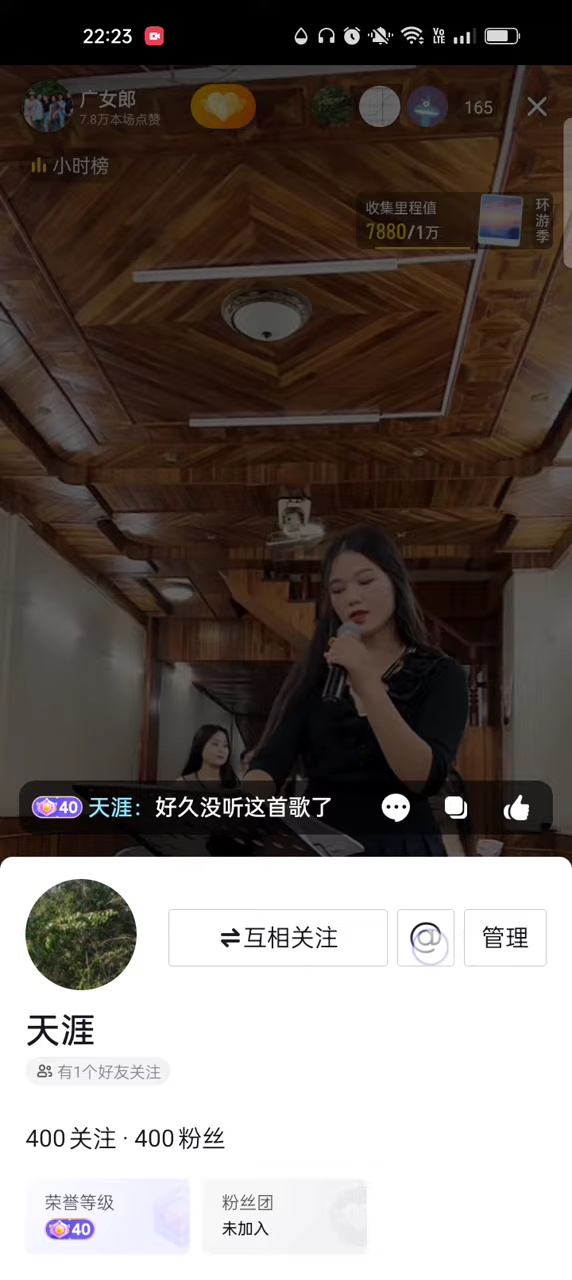 22:23
VoLTE
广女郎
7.8万本场点赞
165
小时榜
收集里程值
7880/1万
环游季
40 天涯：好久没听这首歌了
互相关注
@
管理
天涯
有1个好友关注
400关注 · 400粉丝
荣誉等级
40
粉丝团
未加入